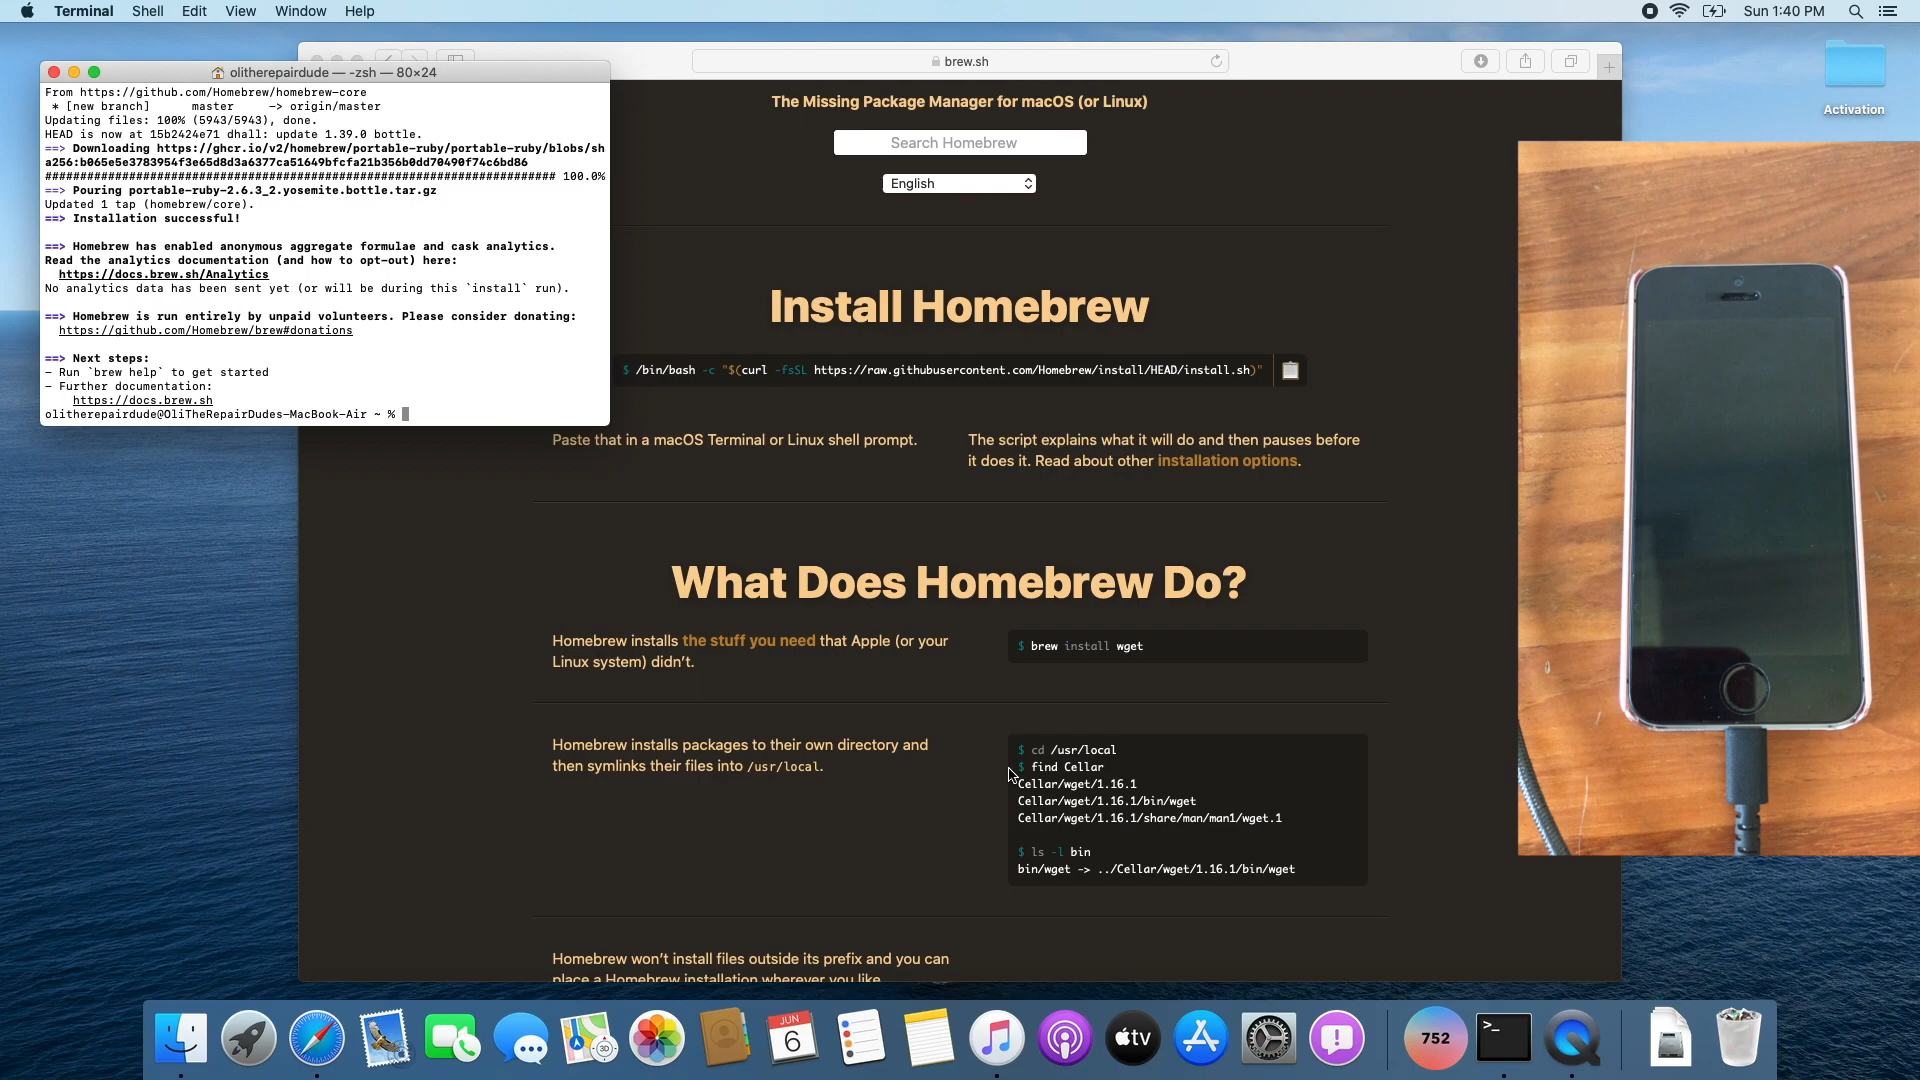 Terminal Shell Edit View Window Help
Sun 1:40 PM
brew.sh
Activation
olitherepairdude — -zsh — 80×24
From https://github.com/Homebrew/homebrew-core
* [new branch] master -> origin/master
Updating files: 100% (5943/5943), done.
HEAD is now at 15b2424e71 dhall: update 1.39.0 bottle.
==> Downloading https://ghcr.io/v2/homebrew/portable-ruby/portable-ruby/blobs/sh
a256:b065e5e3783954f3e65d8d3a6377ca51649bfcfa21b356b0dd70490f74c6bd86
######################################################################## 100.0%
==> Pouring portable-ruby-2.6.3_2.yosemite.bottle.tar.gz
Updated 1 tap (homebrew/core).
==> Installation successful!
==> Homebrew has enabled anonymous aggregate formulae and cask analytics.
Read the analytics documentation (and how to opt-out) here:
https://docs.brew.sh/Analytics
No analytics data has been sent yet (or will be during this `install` run).
==> Homebrew is run entirely by unpaid volunteers. Please consider donating:
https://github.com/Homebrew/brew#donations
==> Next steps:
- Run `brew help` to get started
- Further documentation:
https://docs.brew.sh
olitherepairdude@OliTheRepairDudes-MacBook-Air ~ %
The Missing Package Manager for macOS (or Linux)
Search Homebrew
English
Install Homebrew
$ /bin/bash -c "$(curl -fsSL https://raw.githubusercontent.com/Homebrew/install/HEAD/install.sh)"
Paste that in a macOS Terminal or Linux shell prompt.
The script explains what it will do and then pauses before
it does it. Read about other installation options.
What Does Homebrew Do?
Homebrew installs the stuff you need that Apple (or your
Linux system) didn't.
$ brew install wget
Homebrew installs packages to their own directory and
then symlinks their files into /usr/local.
$ cd /usr/local
$ find Cellar
Cellar/wget/1.16.1
Cellar/wget/1.16.1/bin/wget
Cellar/wget/1.16.1/share/man/man1/wget.1
$ ls -l bin
bin/wget -> ../Cellar/wget/1.16.1/bin/wget
Homebrew won't install files outside its prefix and you can
place a Homebrew installation wherever you like.
3D
JUN
6
tv
752
>_